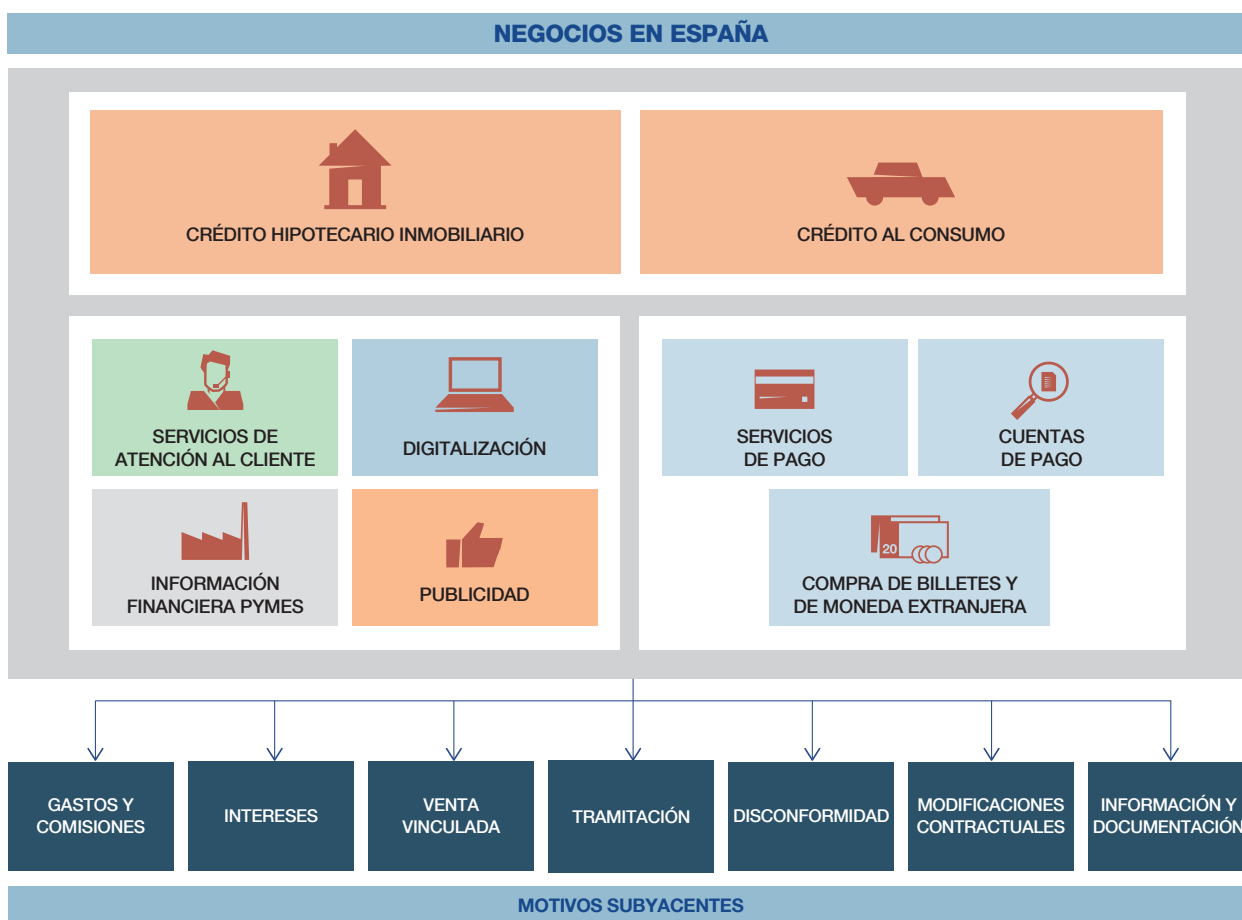 NEGOCIOS EN ESPAÑA
CRÉDITO HIPOTECARIO INMOBILIARIO
CRÉDITO AL CONSUMO
SERVICIOS DE
ATENCIÓN AL CLIENTE
DIGITALIZACIÓN
INFORMACIÓN
FINANCIERA PYMES
PUBLICIDAD
SERVICIOS
DE PAGO
CUENTAS
DE PAGO
20
COMPRA DE BILLETES Y
DE MONEDA EXTRANJERA
GASTOS Y
COMISIONES
INTERESES
VENTA
VINCULADA
TRAMITACIÓN
DISCONFORMIDAD
MODIFICACIONES
CONTRACTUALES
INFORMACIÓN Y
DOCUMENTACIÓN
MOTIVOS SUBYACENTES